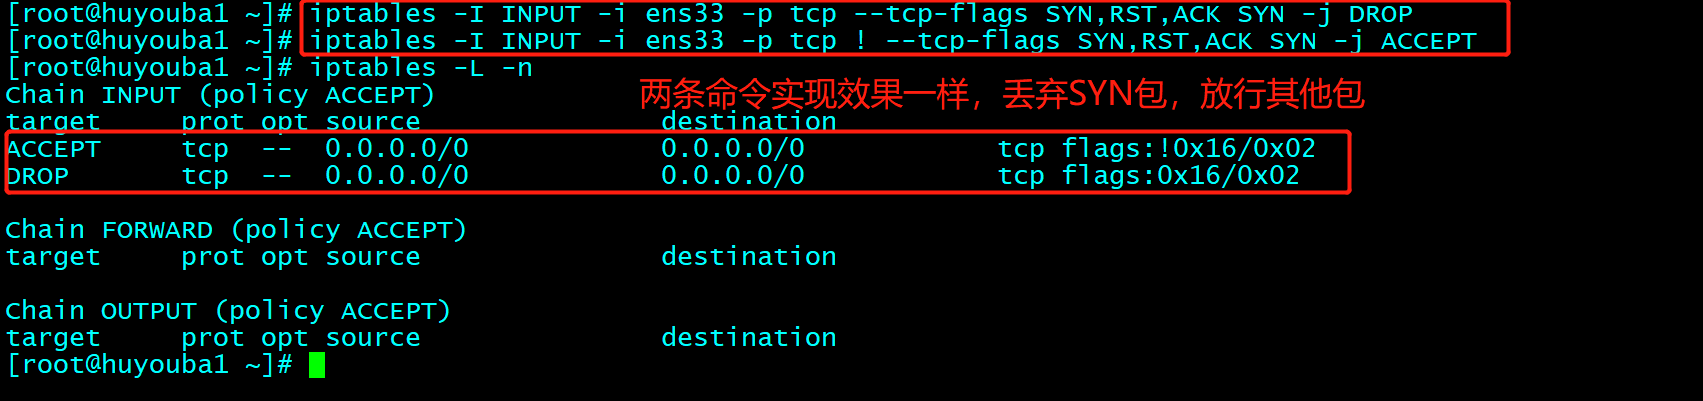 [root@huyouba1 ~]# iptables -I INPUT -i ens33 -p tcp --tcp-flags SYN,RST,ACK SYN -j DROP
[root@huyouba1 ~]# iptables -I INPUT -i ens33 -p tcp ! --tcp-flags SYN,RST,ACK SYN -j ACCEPT
[root@huyouba1 ~]# iptables -L -n
两条命令实现效果一样，丢弃SYN包，放行其他包
Chain INPUT (policy ACCEPT)
target     prot opt source               destination
ACCEPT     tcp  --  0.0.0.0/0            0.0.0.0/0            tcp flags:!0x16/0x02
DROP       tcp  --  0.0.0.0/0            0.0.0.0/0            tcp flags:0x16/0x02
Chain FORWARD (policy ACCEPT)
target     prot opt source               destination
Chain OUTPUT (policy ACCEPT)
target     prot opt source               destination
[root@huyouba1 ~]#